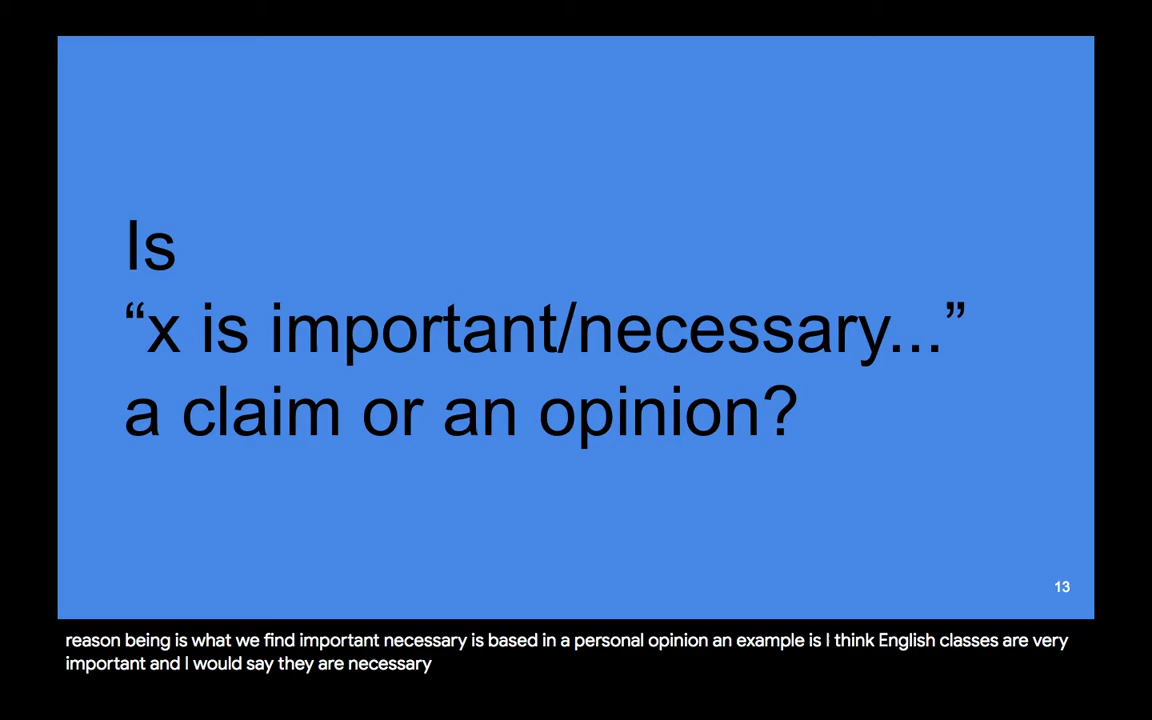 Is
“x is important/necessary...”
a claim or an opinion?
13
reason being is what we find important necessary is based in a personal opinion an example is I think English classes are very
important and I would say they are necessary